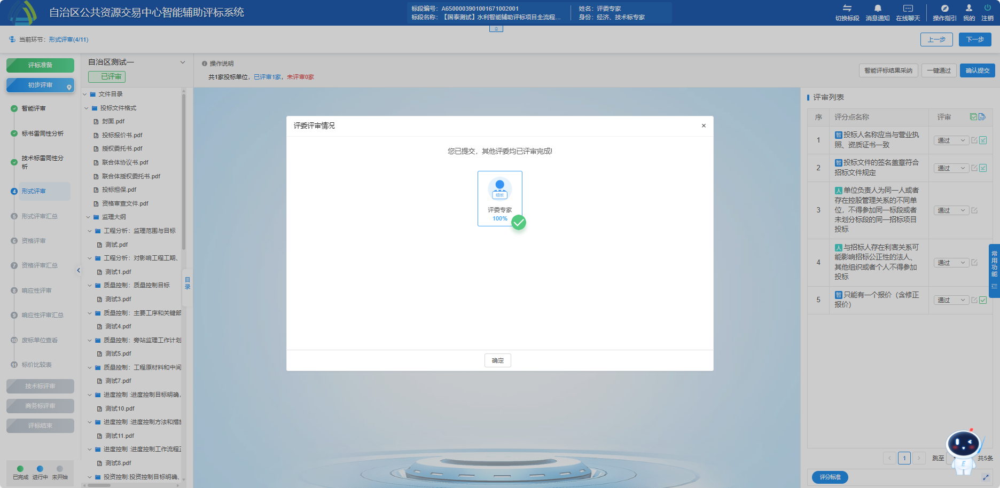 自治区公共资源交易中心智能辅助评标系统
标段编号：A6500003901001671002001
标段名称：【国泰测试】水利智能辅助评标项目全流程...
姓名：评委专家
身份：经济、技术标专家
切换标段
消息通知
在线聊天
操作指引
我的
注销
当前环节：形式评审(4/11)
上一步
下一步
评标准备
初步评审
智能评审
标书雷同性分析
技术标雷同性分
析
4 形式评审
5 形式评审汇总
6 资格评审
7 资格评审汇总
8 响应性评审
9 响应性评审汇总
10 废标单位查看
11 标价比较表
技术标评审
商务标评审
评标结束
已完成
进行中
未开始
自治区测试一
已评审
文件目录
投标文件格式
封面.pdf
投标报价书.pdf
授权委托书.pdf
联合体协议书.pdf
联合体授权委托书.pdf
投标担保.pdf
资格审查文件.pdf
监理大纲
工程分析：监理范围与目标
测试.pdf
工程分析：对影响工程工期、
测试1.pdf
质量控制：质量控制目标
测试3.pdf
质量控制：主要工序和关键部
测试4.pdf
质量控制：旁站监理工作计划
测试5.pdf
质量控制：工程原材料和中间
测试7.pdf
进度控制:进度控制目标明确,
测试10.pdf
进度控制:进度控制方法和措施
测试11.pdf
进度控制:进度控制工作流程正
测试8.pdf
投资控制:投资控制目标明确、
目录
操作说明
共1家投标单位，已评审1家，未评审0家
智能评标结果采纳
一键通过
确认提交
评委评审情况
×
您已提交，其他评委均已评审完成!
组长
评委专家
100%
确定
评审列表
序
评分点名称
评审
1
智 投标人名称应当与营业执
照、资质证书一致
通过
2
智 投标文件的签名盖章符合
招标文件规定
通过
3
人 单位负责人为同一人或者
存在控股管理关系的不同单
位，不得参加同一标段或者
未划分标段的同一招标项目
投标
通过
4
人 与招标人存在利害关系可
能影响招标公正性的法人、
其他组织或者个人不得参加
投标
通过
5
智 只能有一个报价（含修正
报价）
通过
常用功能
1
跳至
共5条
评分标准